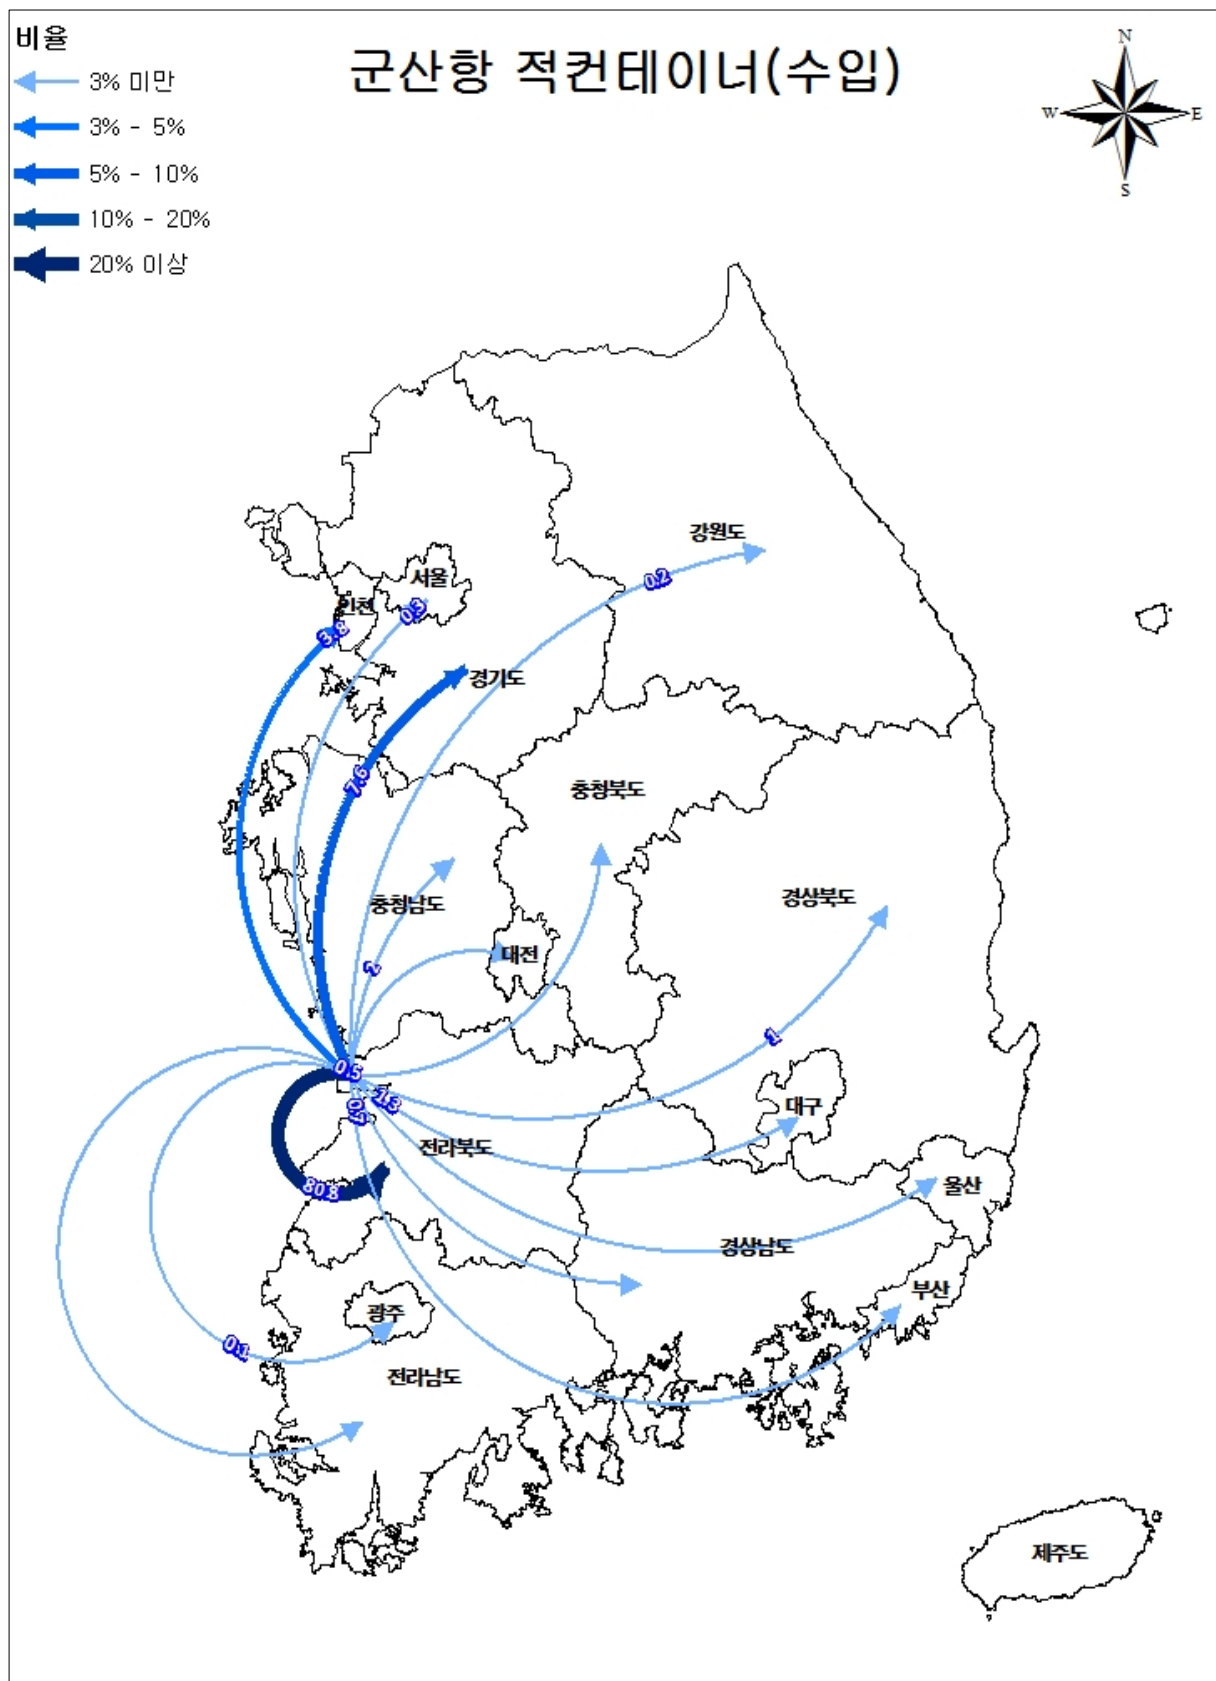 비율
3% 미만
3% - 5%
5% - 10%
10% - 20%
20% 이상
군산항 적컨테이너(수입)
N
W
E
S
강원도
0.2
서울
인천
0.3
3.8
경기도
7.6
충청북도
충청남도
경상북도
대전
2
1
0.5
1.3
0.7
대구
전라북도
80.8
울산
경상남도
부산
광주
0.1
전라남도
제주도